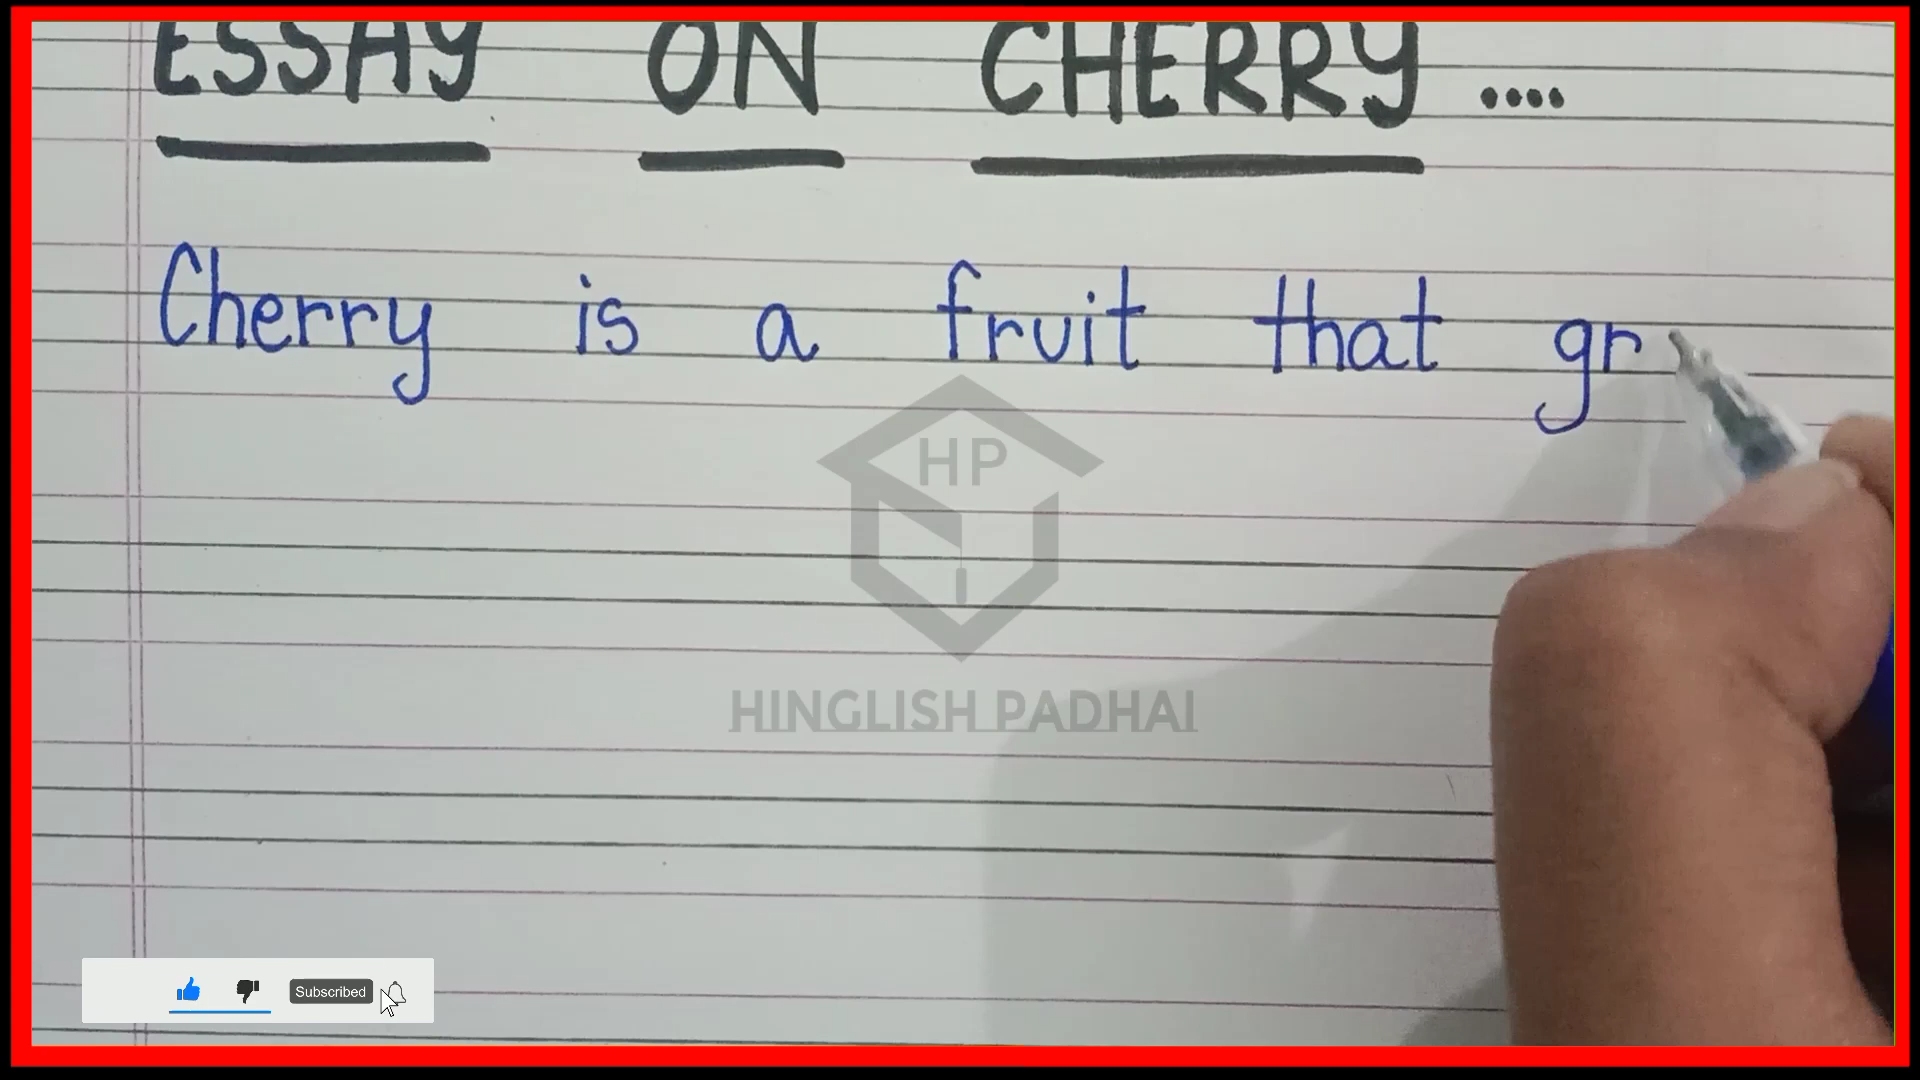 ESSAY ON CHERRY ....
Cherry is a fruit that gr
HP
HINGLISH PADHAI
Subscribed